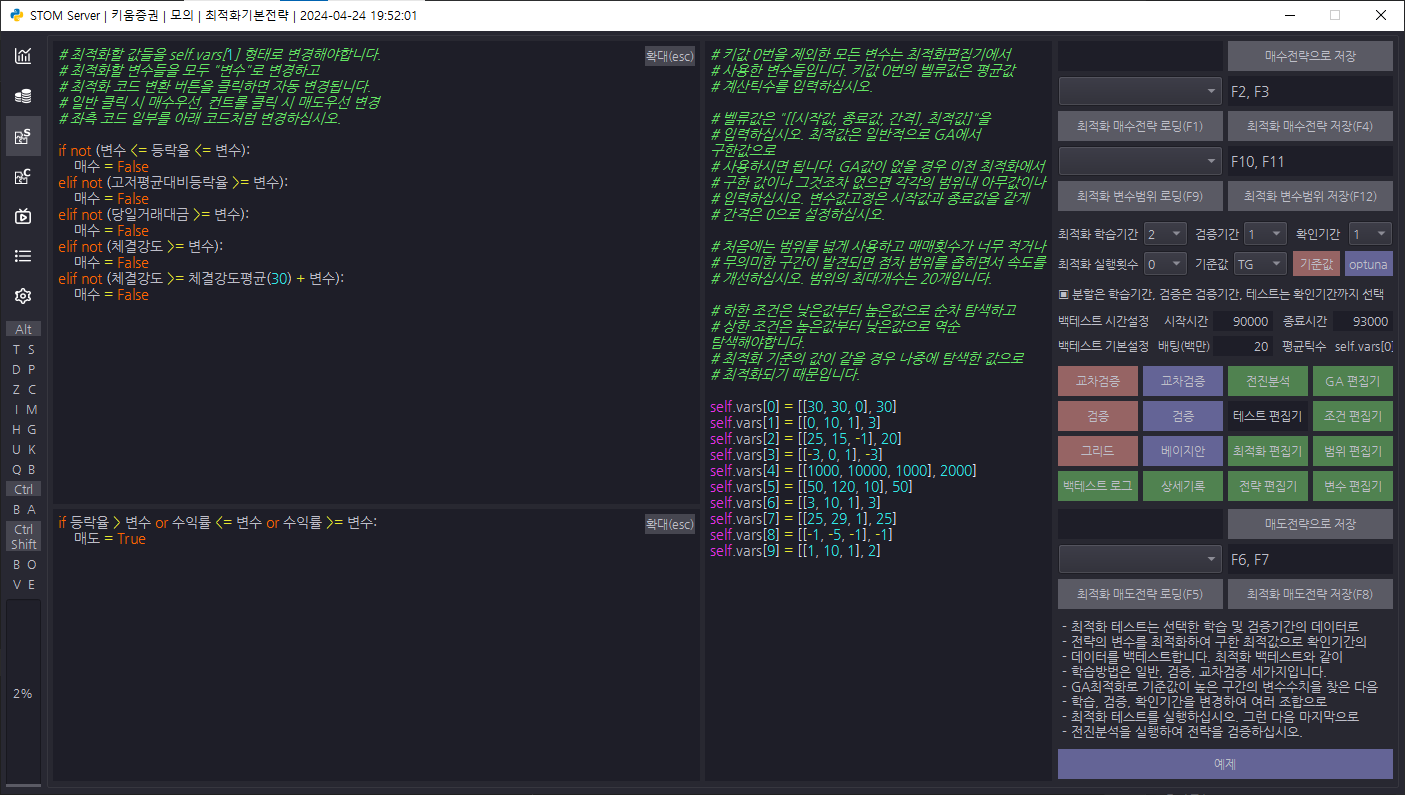 STOM Server | 키움증권 | 모의 | 최적화기본전략 | 2024-04-24 19:52:01
Alt
T S
D P
Z C
I M
H G
U K
Q B
Ctrl
B A
Ctrl
Shift
B O
V E
2%
# 최적화할 값들을 self.vars[1] 형태로 변경해야합니다.
# 최적화할 변수들을 모두 "변수"로 변경하고
# 최적화 코드 변환 버튼을 클릭하면 자동 변경됩니다.
# 일반 클릭 시 매수우선, 컨트롤 클릭 시 매도우선 변경
# 좌측 코드 일부를 아래 코드처럼 변경하십시오.
확대(esc)
if not (변수 <= 등락율 <= 변수):
매수 = False
elif not (고저평균대비등락율 >= 변수):
매수 = False
elif not (당일거래대금 >= 변수):
매수 = False
elif not (체결강도 >= 변수):
매수 = False
elif not (체결강도 >= 체결강도평균(30) + 변수):
매수 = False
if 등락율 > 변수 or 수익률 <= 변수 or 수익률 >= 변수:
매도 = True
확대(esc)
# 키값 0번을 제외한 모든 변수는 최적화편집기에서
# 사용한 변수들입니다. 키값 0번의 벨류값은 평균값
# 계산틱수를 입력하십시오.
# 벨류값은 "[[시작값, 종료값, 간격], 최적값]"을
# 입력하십시오. 최적값은 일반적으로 GA에서
구한값으로
# 사용하시면 됩니다. GA값이 없을 경우 이전 최적화에서
# 구한 값이나 그것조차 없으면 각각의 범위내 아무값이나
# 입력하십시오. 변수값고정은 시작값과 종료값을 같게
# 간격은 0으로 설정하십시오.
# 처음에는 범위를 넓게 사용하고 매매횟수가 너무 적거나
# 무의미한 구간이 발견되면 점차 범위를 좁히면서 속도를
# 개선하십시오. 범위의 최대개수는 20개입니다.
# 하한 조건은 낮은값부터 높은값으로 순차 탐색하고
# 상한 조건은 높은값부터 낮은값으로 역순
탐색해야합니다.
# 최적화 기준의 값이 같을 경우 나중에 탐색한 값으로
# 최적화되기 때문입니다.
self.vars[0] = [[30, 30, 0], 30]
self.vars[1] = [[0, 10, 1], 3]
self.vars[2] = [[25, 15, -1], 20]
self.vars[3] = [[-3, 0, 1], -3]
self.vars[4] = [[1000, 10000, 1000], 2000]
self.vars[5] = [[50, 120, 10], 50]
self.vars[6] = [[3, 10, 1], 3]
self.vars[7] = [[25, 29, 1], 25]
self.vars[8] = [[-1, -5, -1], -1]
self.vars[9] = [[1, 10, 1], 2]
매수전략으로 저장
F2, F3
최적화 매수전략 로딩(F1) 최적화 매수전략 저장(F4)
F10, F11
최적화 변수범위 로딩(F9) 최적화 변수범위 저장(F12)
최적화 학습기간 2 검증기간 1 확인기간 1
최적화 실행횟수 0 기준값 TG 기준값 optuna
▣ 분할은 학습기간, 검증은 검증기간, 테스트는 확인기간까지 선택
백테스트 시간설정 시작시간 90000 종료시간 93000
백테스트 기본설정 배팅(백만) 20 평균틱수 self.vars[0]
교차검증 교차검증 전진분석 GA 편집기
검증 검증 테스트 편집기 조건 편집기
그리드 베이지안 최적화 편집기 범위 편집기
백테스트 로그 상세기록 전략 편집기 변수 편집기
매도전략으로 저장
F6, F7
최적화 매도전략 로딩(F5) 최적화 매도전략 저장(F8)
- 최적화 테스트는 선택한 학습 및 검증기간의 데이터로
- 전략의 변수를 최적화하여 구한 최적값으로 확인기간의
- 데이터를 백테스트합니다. 최적화 백테스트와 같이
- 학습방법은 일반, 검증, 교차검증 세가지입니다.
- GA최적화로 기준값이 높은 구간의 변수수치를 찾은 다음
- 학습, 검증, 확인기간을 변경하여 여러 조합으로
- 최적화 테스트를 실행하십시오. 그런 다음 마지막으로
- 전진분석을 실행하여 전략을 검증하십시오.
예제